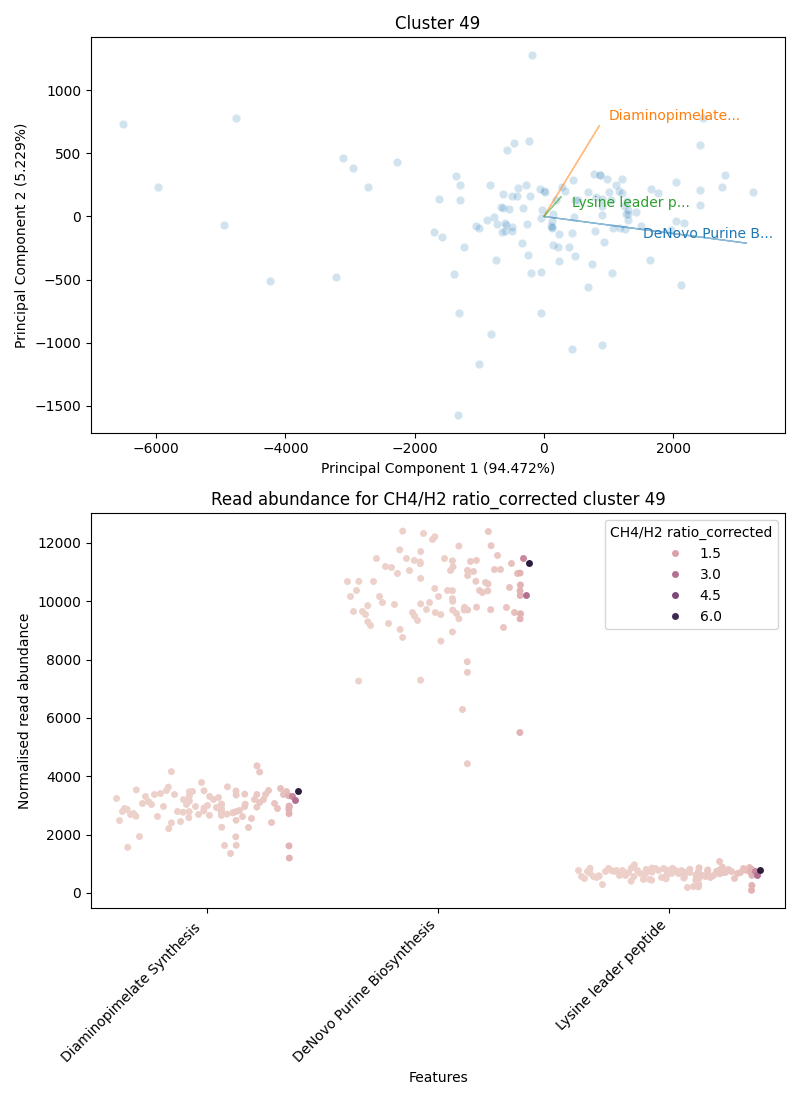 Cluster 49
1000
500
0
−500
−1000
−1500
Principal Component 2 (5.229%)
Diaminopimelate...
Lysine leader p...
DeNovo Purine B...
−6000 −4000 −2000 0 2000
Principal Component 1 (94.472%)
Read abundance for CH4/H2 ratio_corrected cluster 49
12000
10000
8000
6000
4000
2000
0
Normalised read abundance
CH4/H2 ratio_corrected
1.5
3.0
4.5
6.0
Diaminopimelate Synthesis
DeNovo Purine Biosynthesis
Lysine leader peptide
Features